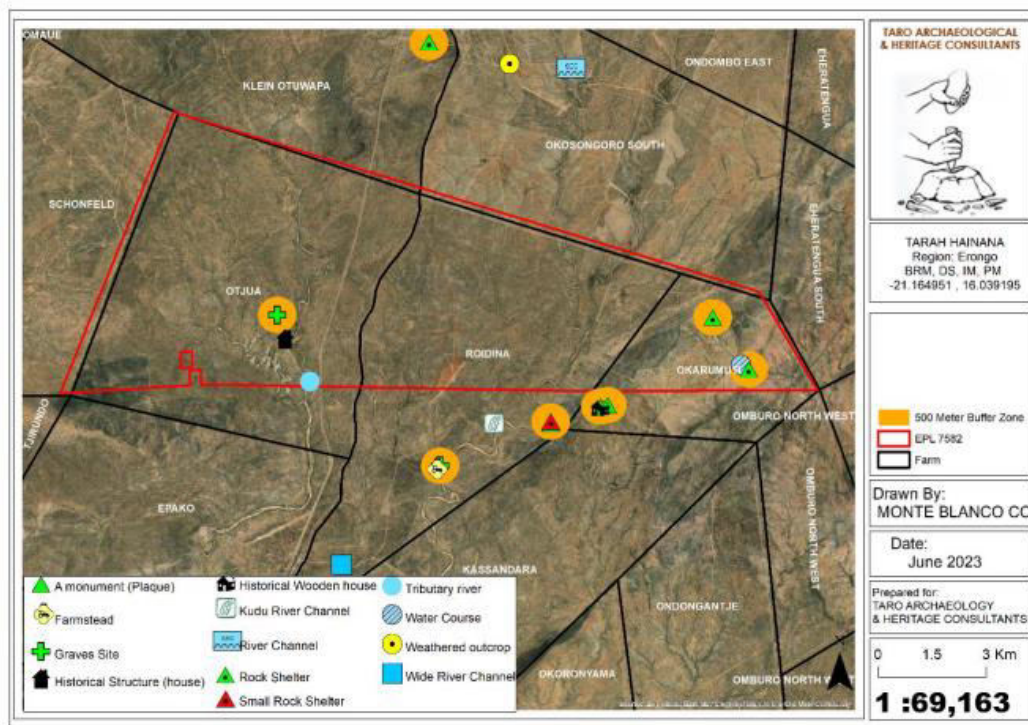 OMAUE
KLEIN OTUWAPA
ONDOMBO EAST
EHERATENGUA
OKOSONGORO SOUTH
SCHONFELD
EHERATENGUA SOUTH
OTJUA
ROIDINA
OKARUMUTI
OMBURO NORTH WEST
TJIRUNDO
EPAKO
OMBURO NORTH WEST
KASSANDARA
ONDONGANTJE
OKORONYAMA
OMBURO NORTH WEST
A monument (Plaque)
Farmstead
Graves Site
Historical Structure (house)
Historical Wooden house
Kudu River Channel
River Channel
Rock Shelter
Small Rock Shelter
Tributary river
Water Course
Weathered outcrop
Wide River Channel
TARO ARCHAEOLOGICAL
& HERITAGE CONSULTANTS
TARAH HAINANA
Region: Erongo
BRM, DS, IM, PM
-21.164951 , 16.039195
500 Meter Buffer Zone
EPL 7582
Farm
Drawn By:
MONTE BLANCO CC
Date:
June 2023
Prepared for:
TARO ARCHAEOLOGY
& HERITAGE CONSULTANTS
0 1.5 3 Km
1 :69,163